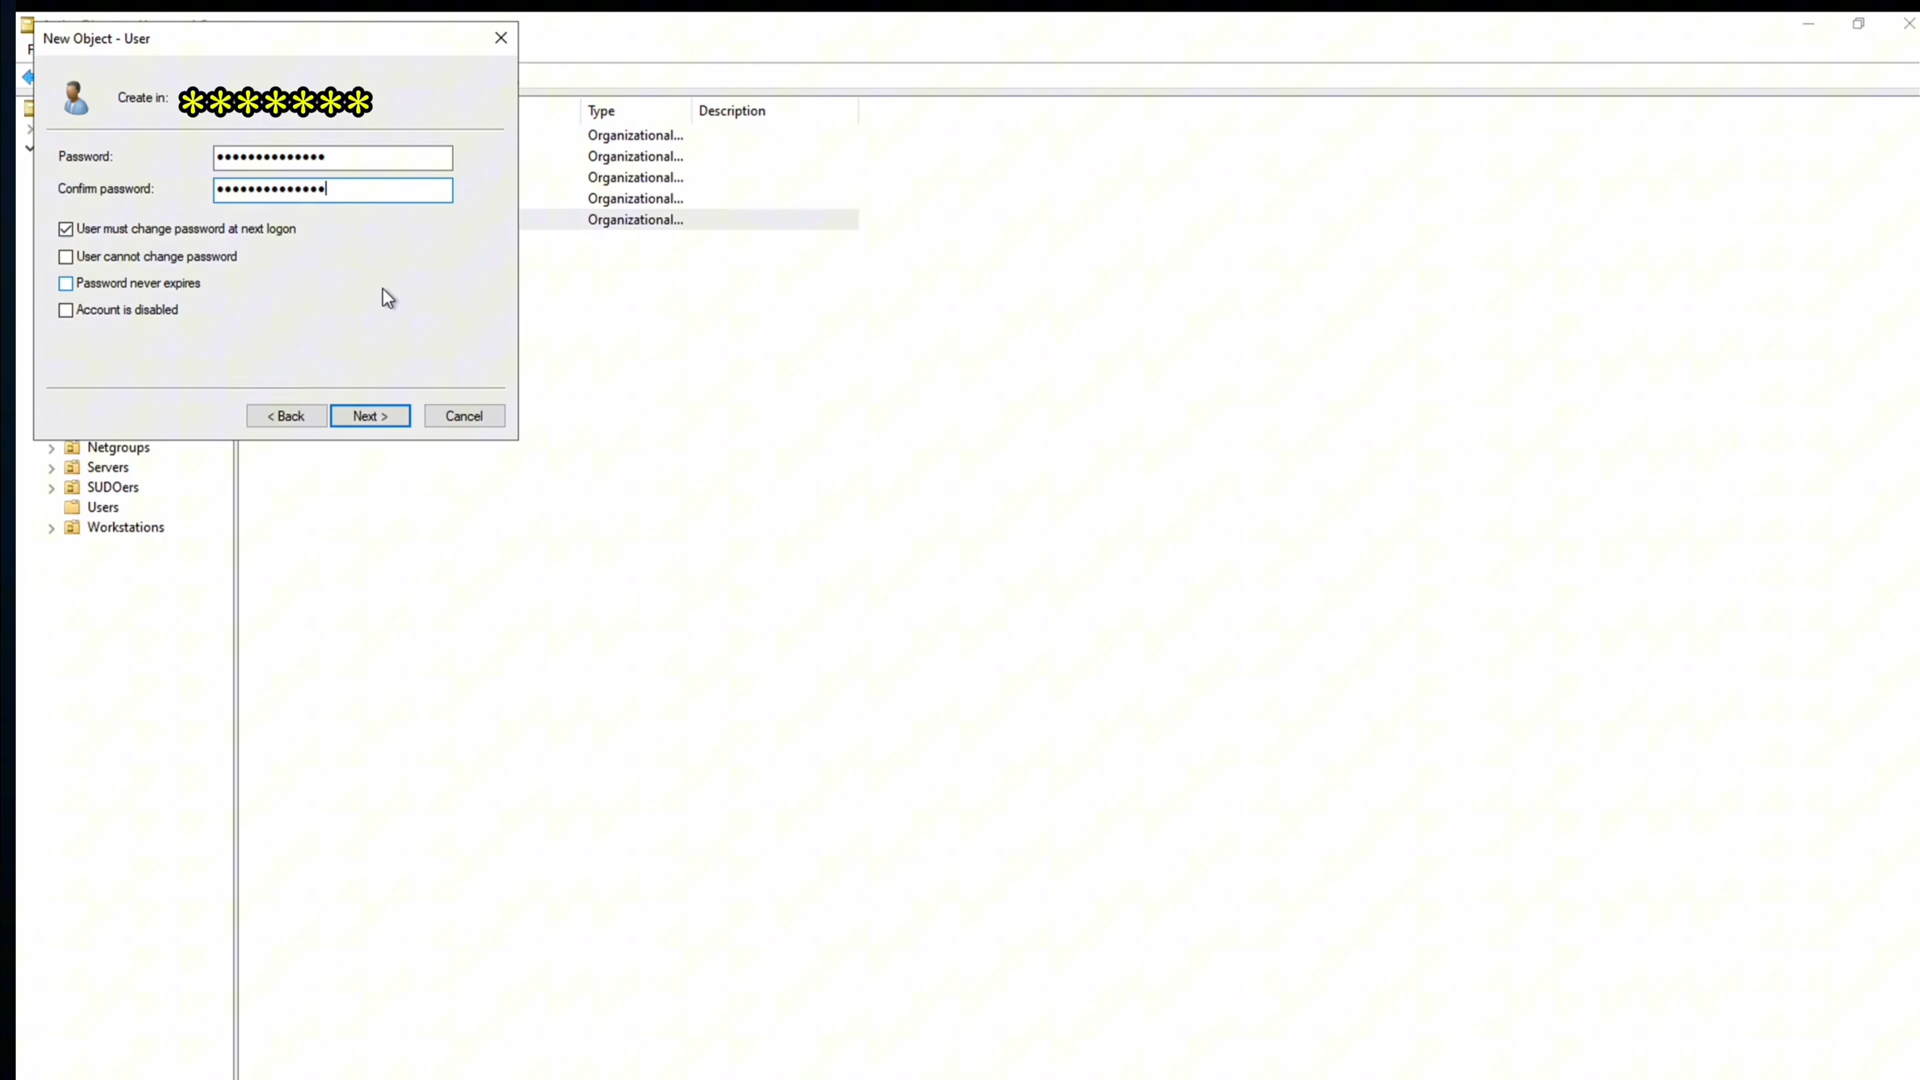 New Object - User
Create in: *******
Password: ••••••••••••••
Confirm password: ••••••••••••••
User must change password at next logon
User cannot change password
Password never expires
Account is disabled
< Back Next > Cancel
Type Description
Organizational...
Organizational...
Organizational...
Organizational...
Organizational...
Netgroups
Servers
SUDOers
Users
Workstations